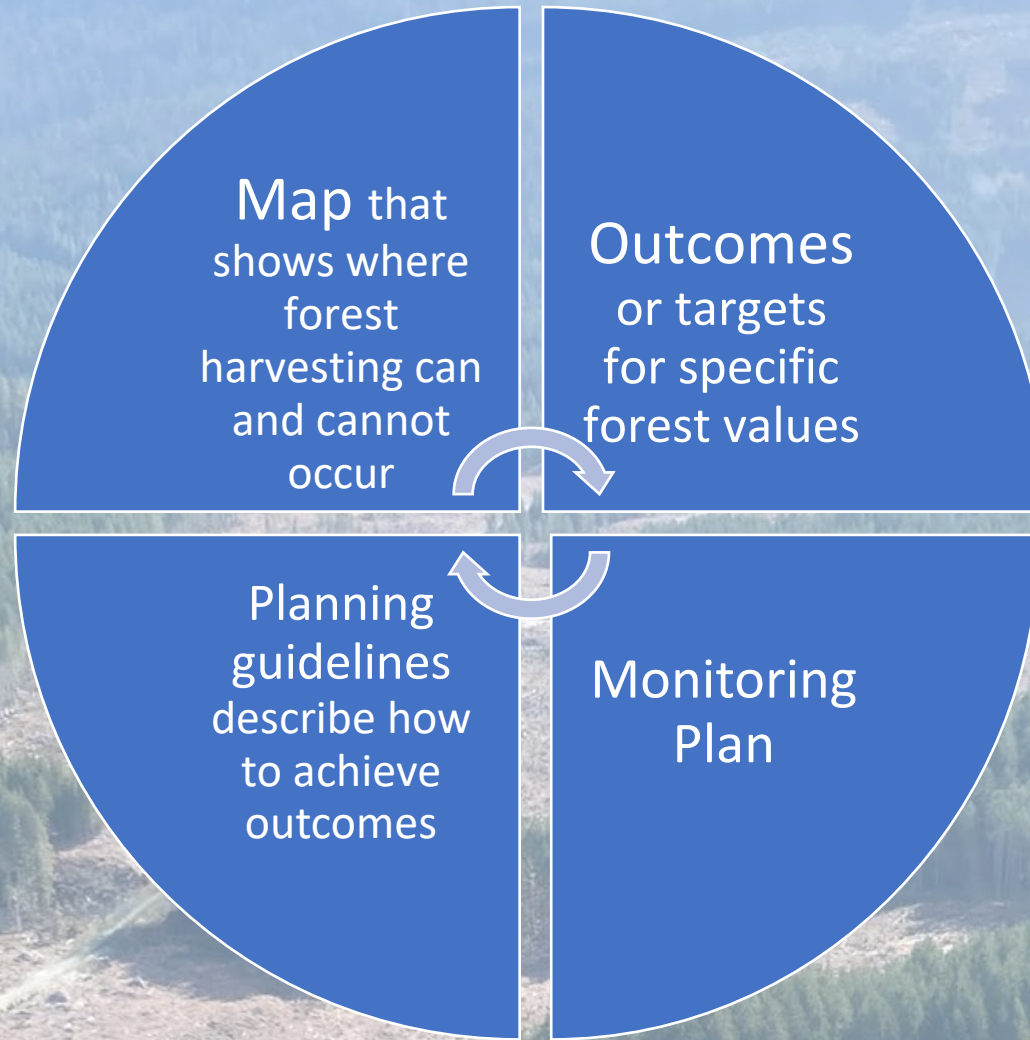 Map that
shows where
forest
harvesting can
and cannot
occur
Outcomes
or targets
for specific
forest values
Planning
guidelines
describe how
to achieve
outcomes
Monitoring
Plan